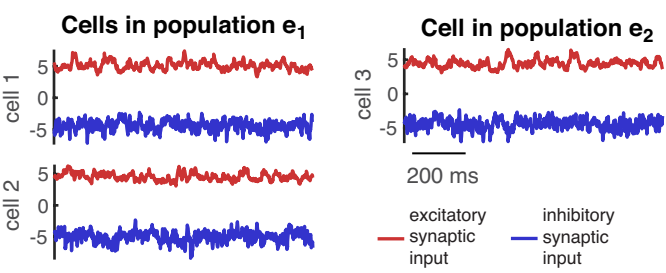 Cells in population e1
Cell in population e2
cell 1
5
0
-5
cell 3
5
0
-5
200 ms
cell 2
5
0
-5
excitatory
synaptic
input
inhibitory
synaptic
input